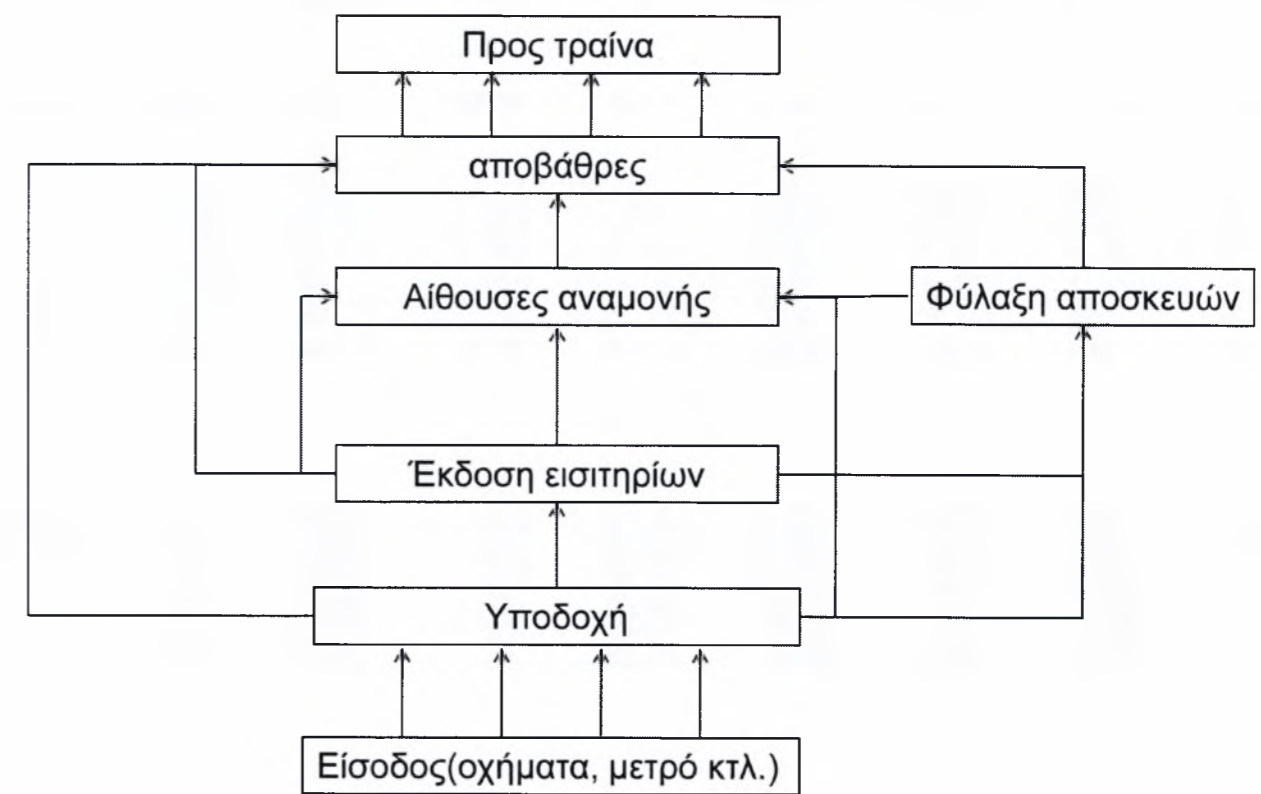 Προς τραίνα
αποβάθρες
Αίθουσες αναμονής
Φύλαξη αποσκευών
Έκδοση εισιτηρίων
Υποδοχή
Είσοδος(οχήματα, μετρό κτλ.)